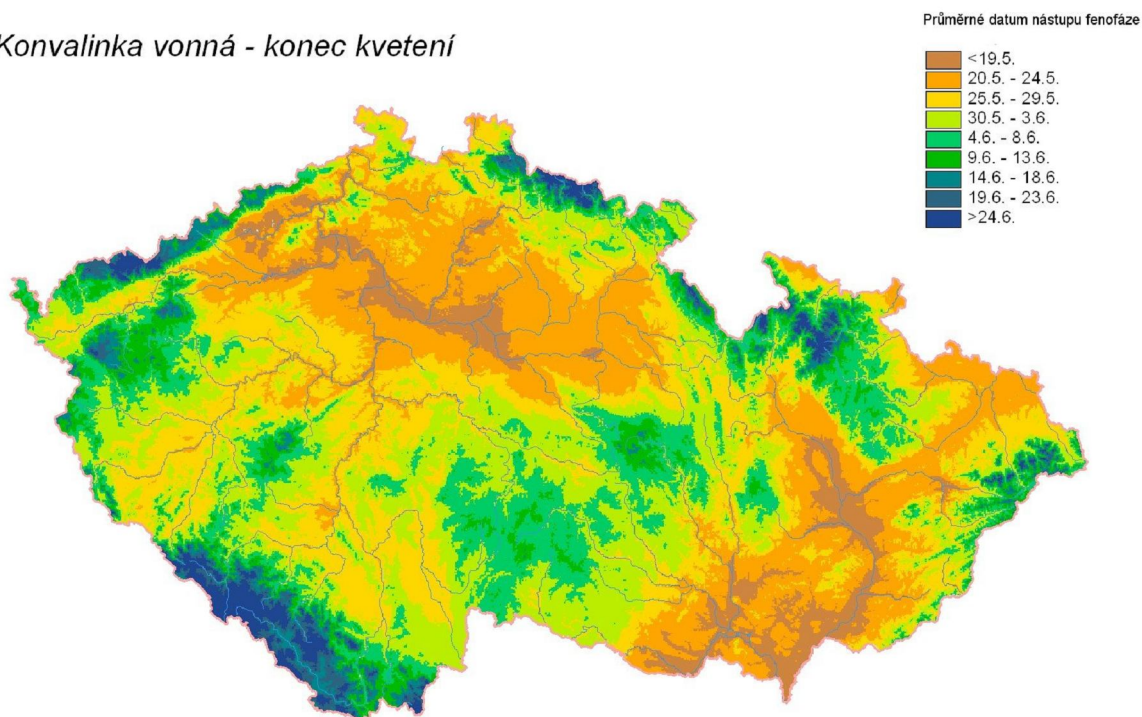 Konvalinka vonná - konec kvetení
Průměrné datum nástupu fenofáze
<19.5.
20.5. - 24.5.
25.5. - 29.5.
30.5. - 3.6.
4.6. - 8.6.
9.6. - 13.6.
14.6. - 18.6.
19.6. - 23.6.
>24.6.